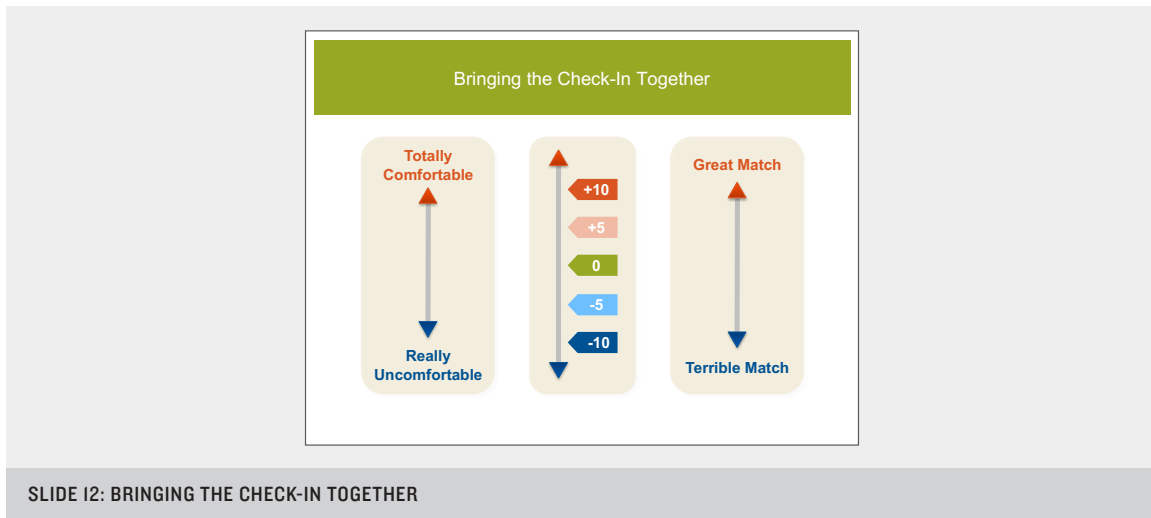 Bringing the Check-In Together
Totally
Comfortable
Really
Uncomfortable
+10
+5
0
-5
-10
Great Match
Terrible Match
SLIDE 12: BRINGING THE CHECK-IN TOGETHER